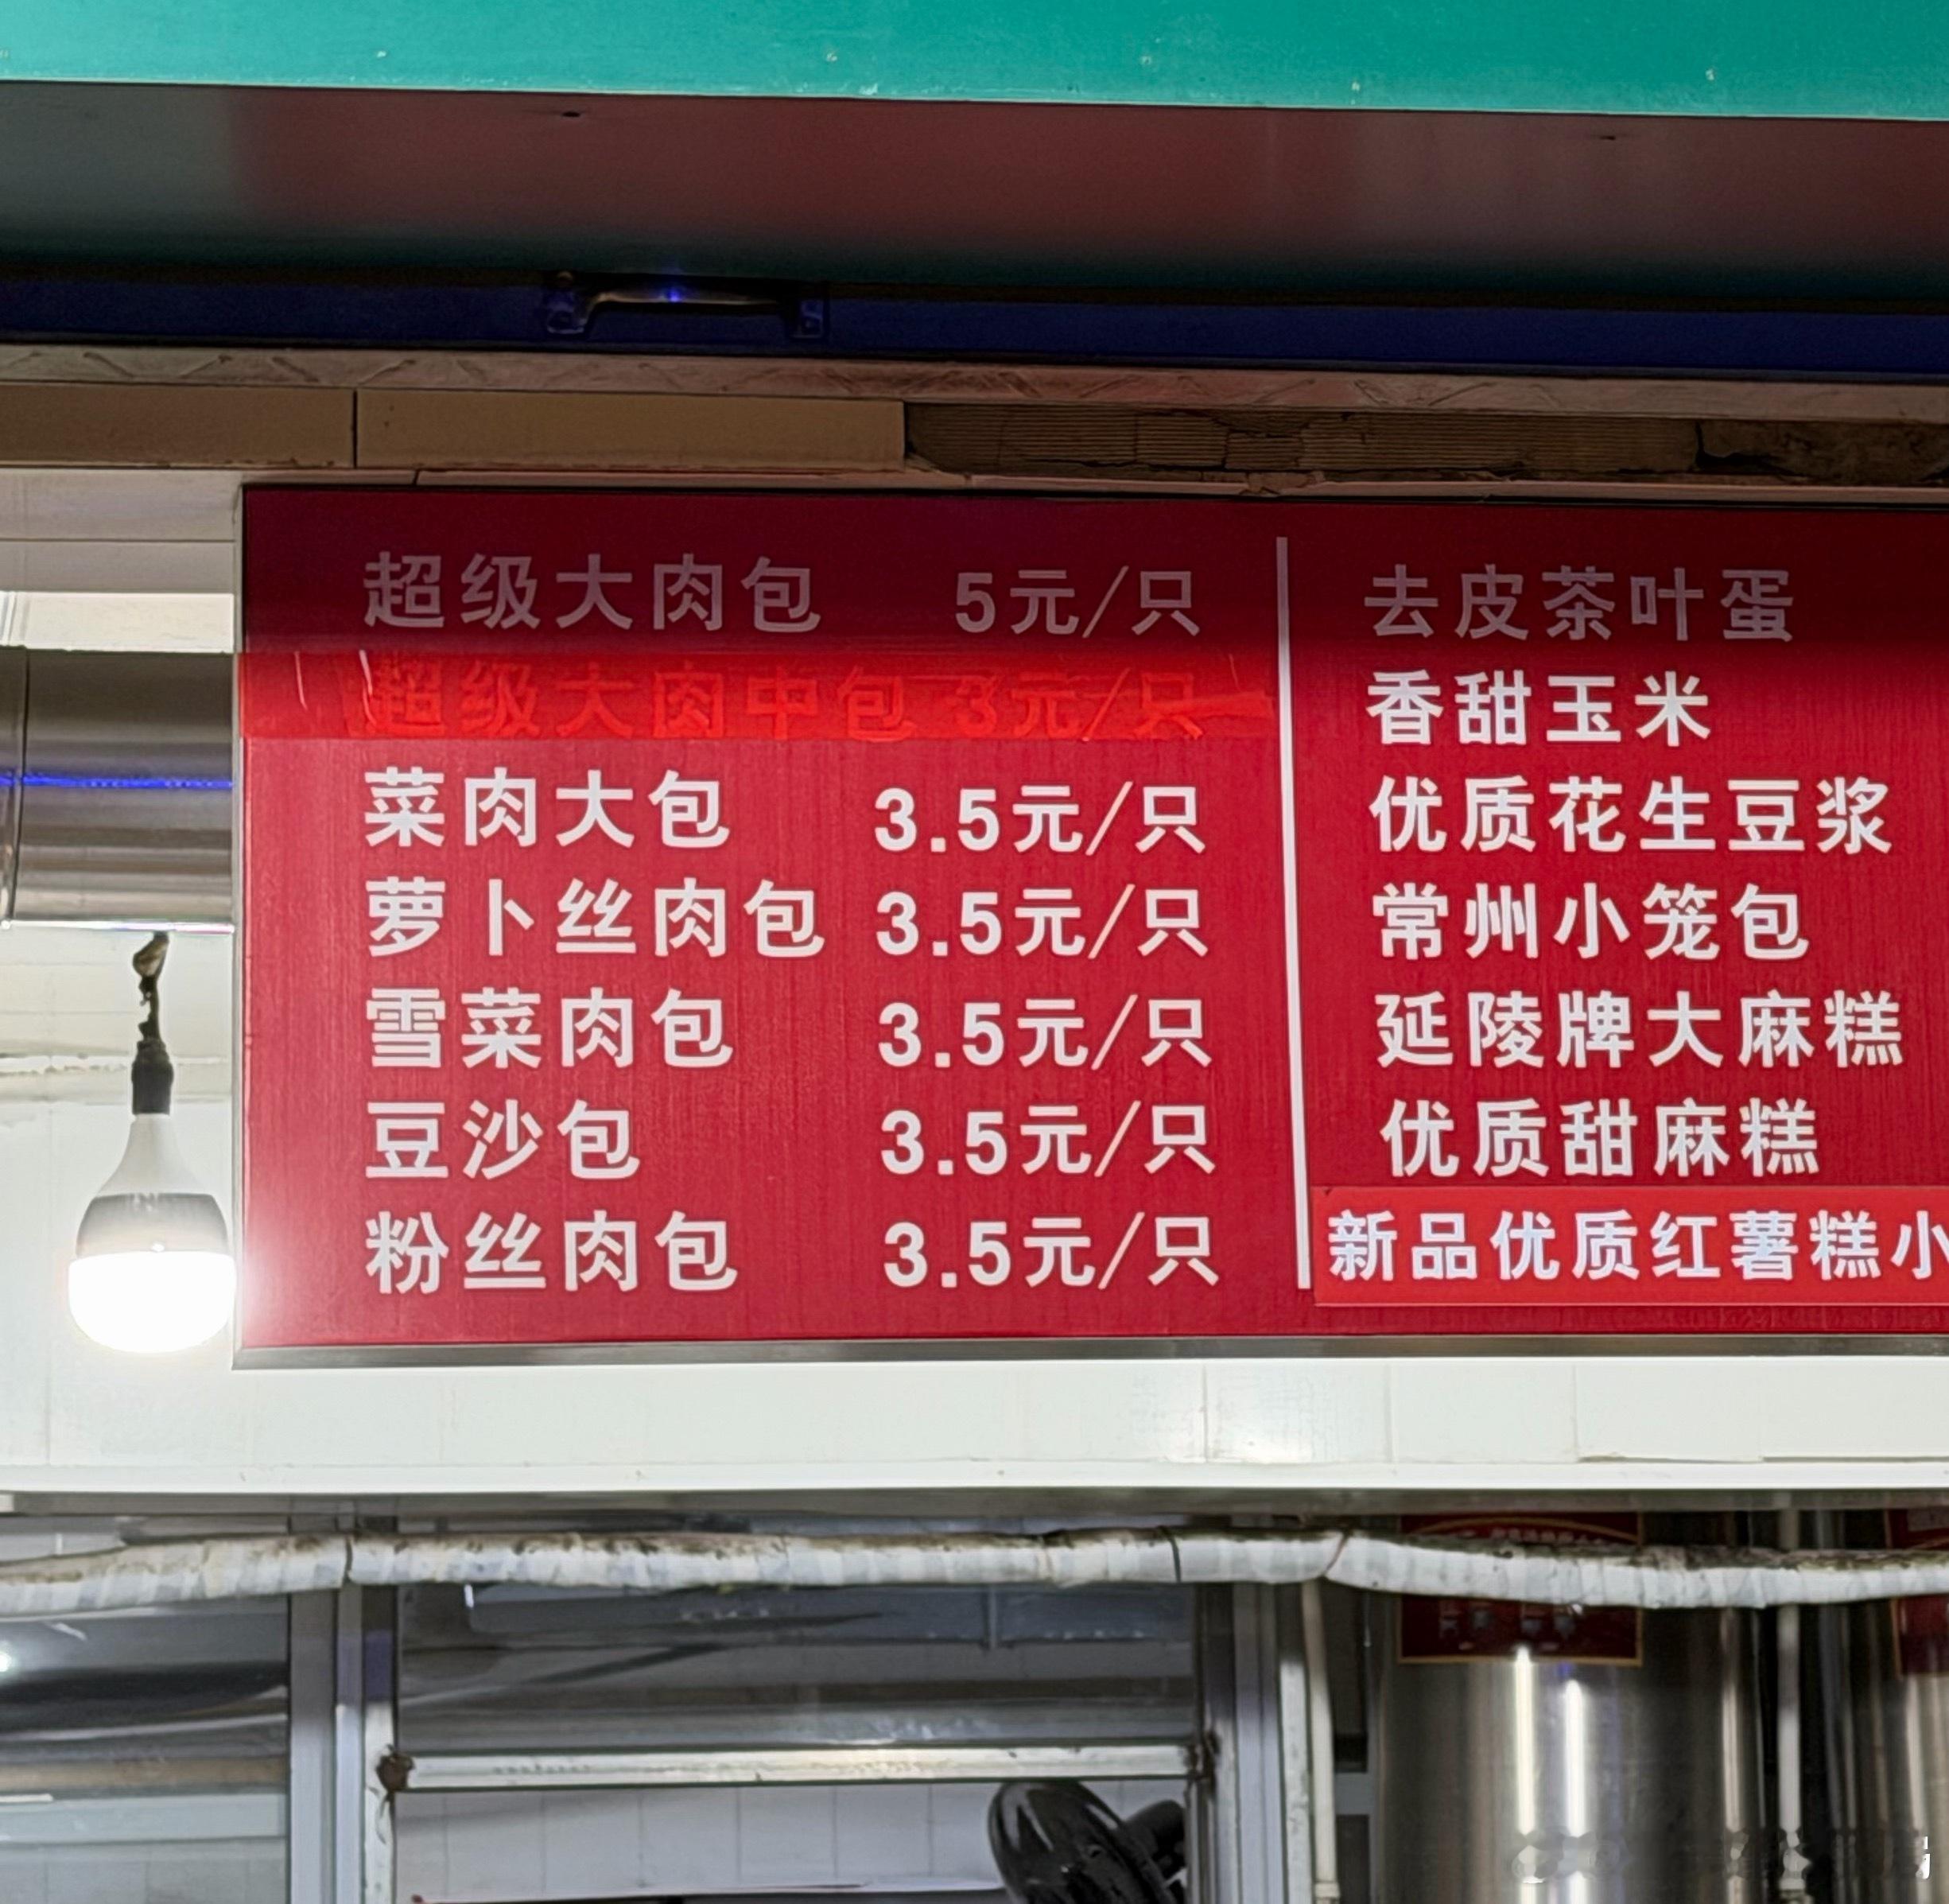 超级大肉包 5元/只
超级大肉中包 3元/只
菜肉大包 3.5元/只
萝卜丝肉包 3.5元/只
雪菜肉包 3.5元/只
豆沙包 3.5元/只
粉丝肉包 3.5元/只
去皮茶叶蛋
香甜玉米
优质花生豆浆
常州小笼包
延陵牌大麻糕
优质甜麻糕
新品优质红薯糕小